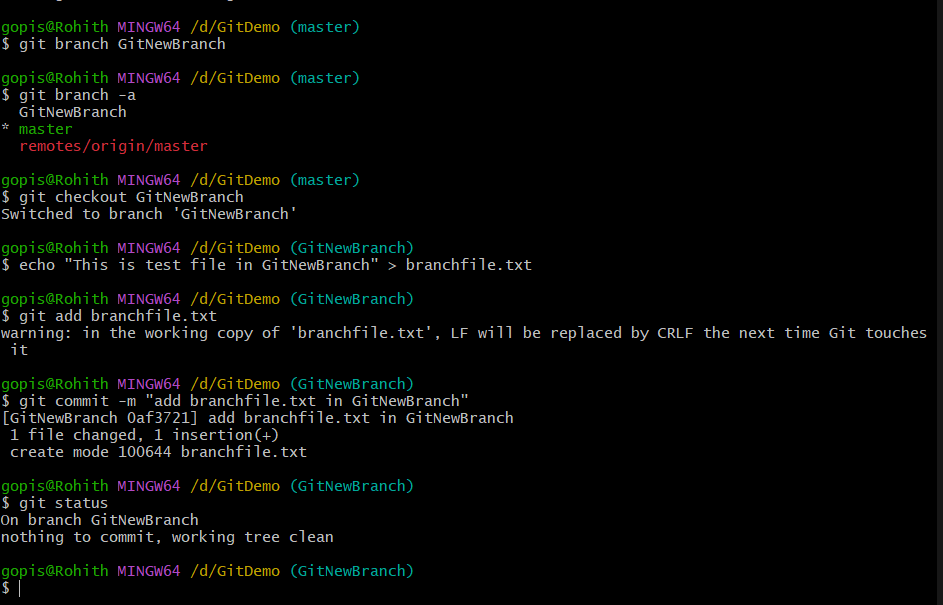 gopis@Rohith MINGW64 /d/GitDemo (master)
$ git branch GitNewBranch
gopis@Rohith MINGW64 /d/GitDemo (master)
$ git branch -a
  GitNewBranch
* master
  remotes/origin/master
gopis@Rohith MINGW64 /d/GitDemo (master)
$ git checkout GitNewBranch
Switched to branch 'GitNewBranch'
gopis@Rohith MINGW64 /d/GitDemo (GitNewBranch)
$ echo "This is test file in GitNewBranch" > branchfile.txt
gopis@Rohith MINGW64 /d/GitDemo (GitNewBranch)
$ git add branchfile.txt
warning: in the working copy of 'branchfile.txt', LF will be replaced by CRLF the next time Git touches
 it
gopis@Rohith MINGW64 /d/GitDemo (GitNewBranch)
$ git commit -m "add branchfile.txt in GitNewBranch"
[GitNewBranch 0af3721] add branchfile.txt in GitNewBranch
 1 file changed, 1 insertion(+)
 create mode 100644 branchfile.txt
gopis@Rohith MINGW64 /d/GitDemo (GitNewBranch)
$ git status
On branch GitNewBranch
nothing to commit, working tree clean
gopis@Rohith MINGW64 /d/GitDemo (GitNewBranch)
$